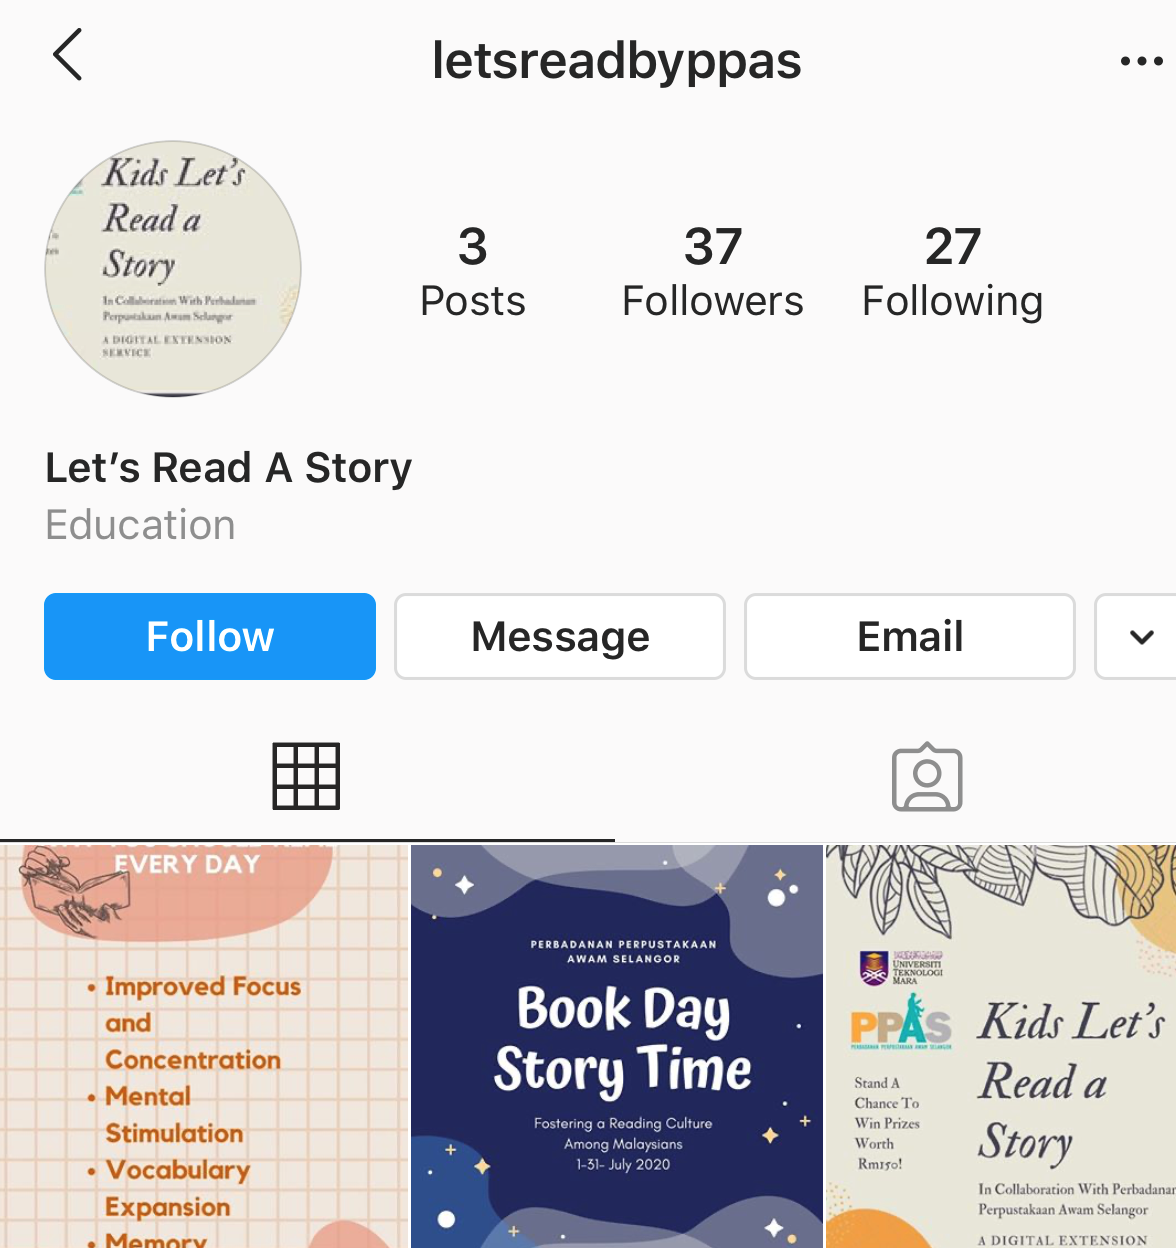 letsreadbyppas
Kids Let's
Read a
Story
In Collaboration With Perbadanan
Perpustakaan Awam Selangor
A DIGITAL EXTENSION
SERVICE
3
Posts
37
Followers
27
Following
Let's Read A Story
Education
Follow
Message
Email
EVERY DAY
• Improved Focus
and
Concentration
• Mental
Stimulation
• Vocabulary
Expansion
• Memory
PERBADANAN PERPUSTAKAAN
AWAM SELANGOR
Book Day
Story Time
Fostering a Reading Culture
Among Malaysians
1-31- July 2020
UNIVERSITI
TEKNOLOGI
MARA
PPAS
PERBADANAN PERPUSTAKAAN AWAM SELANGOR
Stand A
Chance To
Win Prizes
Worth
Rm150!
Kids Let's
Read a
Story
In Collaboration With Perbadanan
Perpustakaan Awam Selangor
A DIGITAL EXTENSION